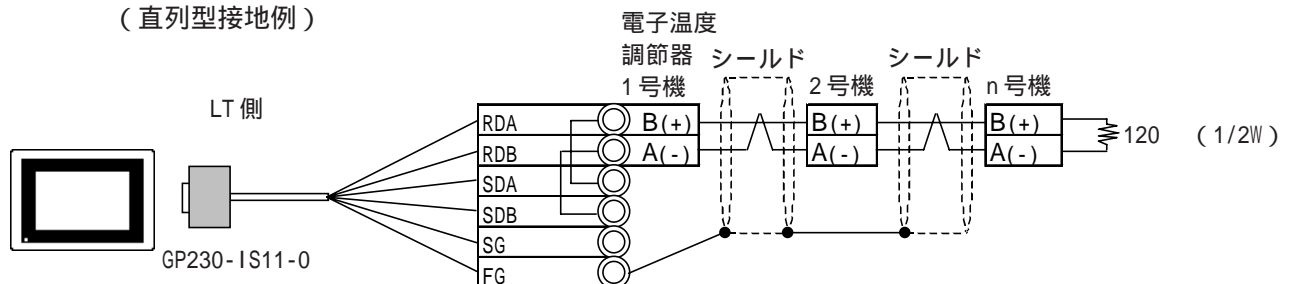 (直列型接地例)
電子温度
調節器
1号機
シールド
2号機
シールド
n号機
LT側
RDA
RDB
SDA
SDB
SG
FG
B(+)
A(-)
B(+)
A(-)
B(+)
A(-)
120 (1/2W)
GP230-IS11-0